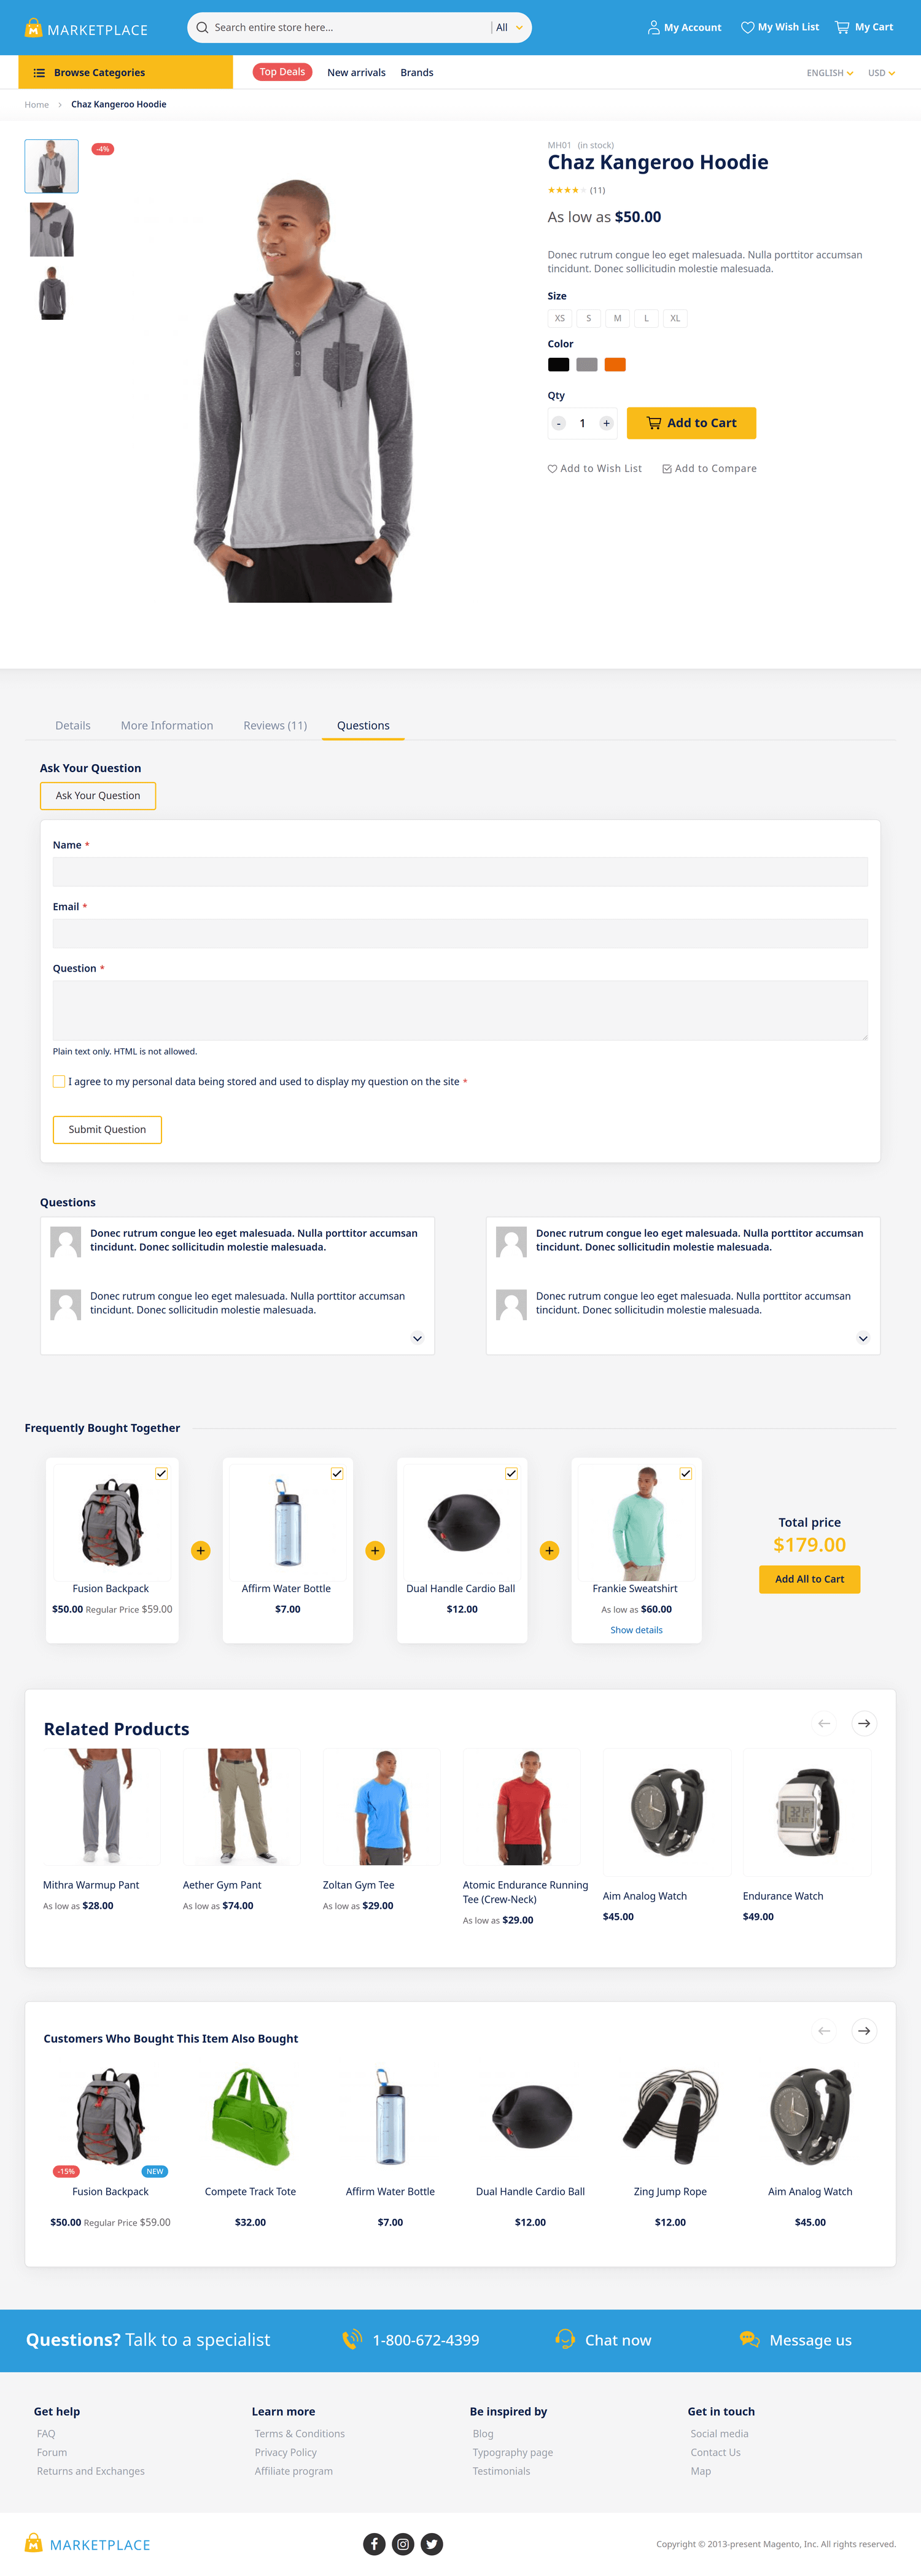 MARKETPLACE
Search entire store here...
All
My Account
My Wish List
My Cart
Browse Categories
Top Deals
New arrivals
Brands
ENGLISH
USD
Home
Chaz Kangeroo Hoodie
-4%
MH01 (in stock)
Chaz Kangeroo Hoodie
(11)
As low as $50.00
Donec rutrum congue leo eget malesuada. Nulla porttitor accumsan
tincidunt. Donec sollicitudin molestie malesuada.
Size
XS
S
M
L
XL
Color
Qty
-
1
+
Add to Cart
Add to Wish List
Add to Compare
Details
More Information
Reviews (11)
Questions
Ask Your Question
Ask Your Question
Name *
Email *
Question *
Plain text only. HTML is not allowed.
I agree to my personal data being stored and used to display my question on the site *
Submit Question
Questions
Donec rutrum congue leo eget malesuada. Nulla porttitor accumsan
tincidunt. Donec sollicitudin molestie malesuada.
Donec rutrum congue leo eget malesuada. Nulla porttitor accumsan
tincidunt. Donec sollicitudin molestie malesuada.
Donec rutrum congue leo eget malesuada. Nulla porttitor accumsan
tincidunt. Donec sollicitudin molestie malesuada.
Donec rutrum congue leo eget malesuada. Nulla porttitor accumsan
tincidunt. Donec sollicitudin molestie malesuada.
Frequently Bought Together
Fusion Backpack
$50.00 Regular Price $59.00
+
Affirm Water Bottle
$7.00
+
Dual Handle Cardio Ball
$12.00
+
Frankie Sweatshirt
As low as $60.00
Show details
Total price
$179.00
Add All to Cart
Related Products
Mithra Warmup Pant
As low as $28.00
Aether Gym Pant
As low as $74.00
Zoltan Gym Tee
As low as $29.00
Atomic Endurance Running
Tee (Crew-Neck)
As low as $29.00
Aim Analog Watch
$45.00
Endurance Watch
$49.00
Customers Who Bought This Item Also Bought
-15%
NEW
Fusion Backpack
$50.00 Regular Price $59.00
Compete Track Tote
$32.00
Affirm Water Bottle
$7.00
Dual Handle Cardio Ball
$12.00
Zing Jump Rope
$12.00
Aim Analog Watch
$45.00
Questions? Talk to a specialist
1-800-672-4399
Chat now
Message us
Get help
FAQ
Forum
Returns and Exchanges
Learn more
Terms & Conditions
Privacy Policy
Affiliate program
Be inspired by
Blog
Typography page
Testimonials
Get in touch
Social media
Contact Us
Map
MARKETPLACE
Copyright © 2013-present Magento, Inc. All rights reserved.